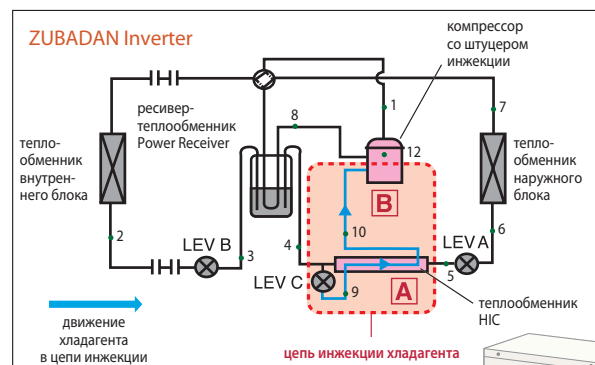 ZUBADAN Inverter
компрессор
со штуцером
инжекции
ресивер-
теплообменник
Power Receiver
1
7
8
тепло-
обменник
внутрен-
него блока
12
тепло-
обменник
наружного
блока
B
2
10
6
LEV B
3
4
LEV A
LEV C
5
9
A
теплообменник
HIC
движение
хладагента
в цепи инжекции
цепь инжекции хладагента